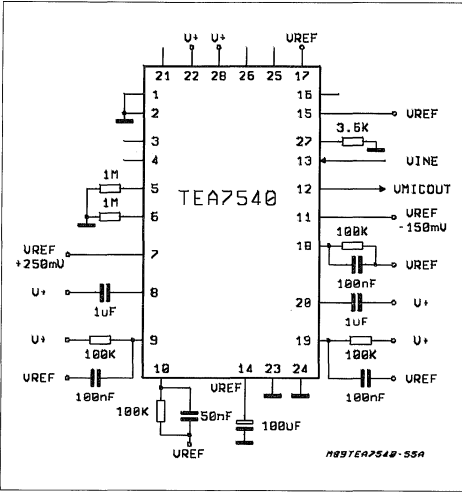 V+ V+ VREF
21 22 28 26 25 17
1 16
2 15 VREF
3 27 3.6K
4 13 VINE
1M
5 TEA7540 12 VMICOUT
1M
6 11 VREF
-150mV
VREF
+250mV
7 18 100K
100nF VREF
V+ 1uF 8 20 1uF V+
V+ 100K 9 19 100K V+
VREF 100nF 100nF VREF
10 14 23 24
VREF
100K 50nF 100uF
VREF
M89TEA7540-55A